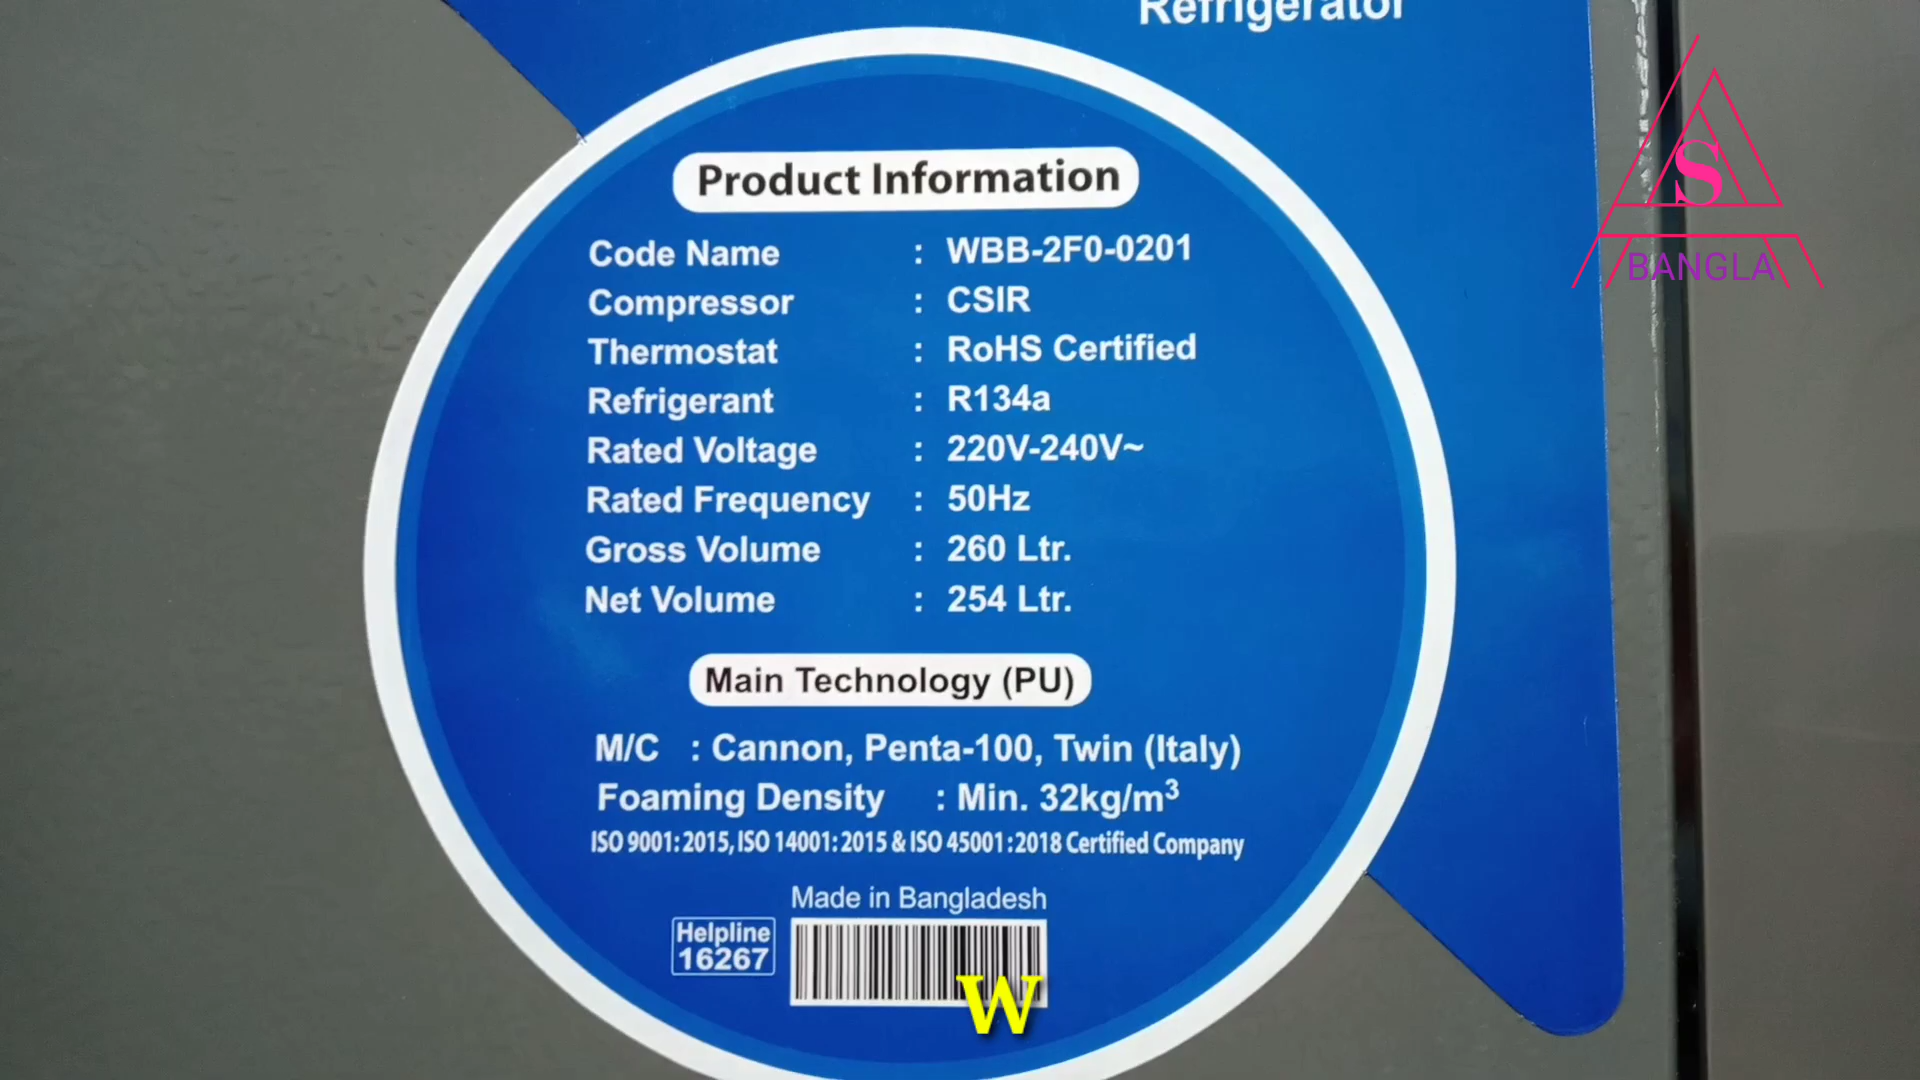 Refrigerator
S
BANGLA
Product Information
Code Name : WBB-2F0-0201
Compressor : CSIR
Thermostat : RoHS Certified
Refrigerant : R134a
Rated Voltage : 220V-240V~
Rated Frequency : 50Hz
Gross Volume : 260 Ltr.
Net Volume : 254 Ltr.
Main Technology (PU)
M/C : Cannon, Penta-100, Twin (Italy)
Foaming Density : Min. 32kg/m³
ISO 9001:2015, ISO 14001:2015 & ISO 45001:2018 Certified Company
Made in Bangladesh
Helpline
16267
W